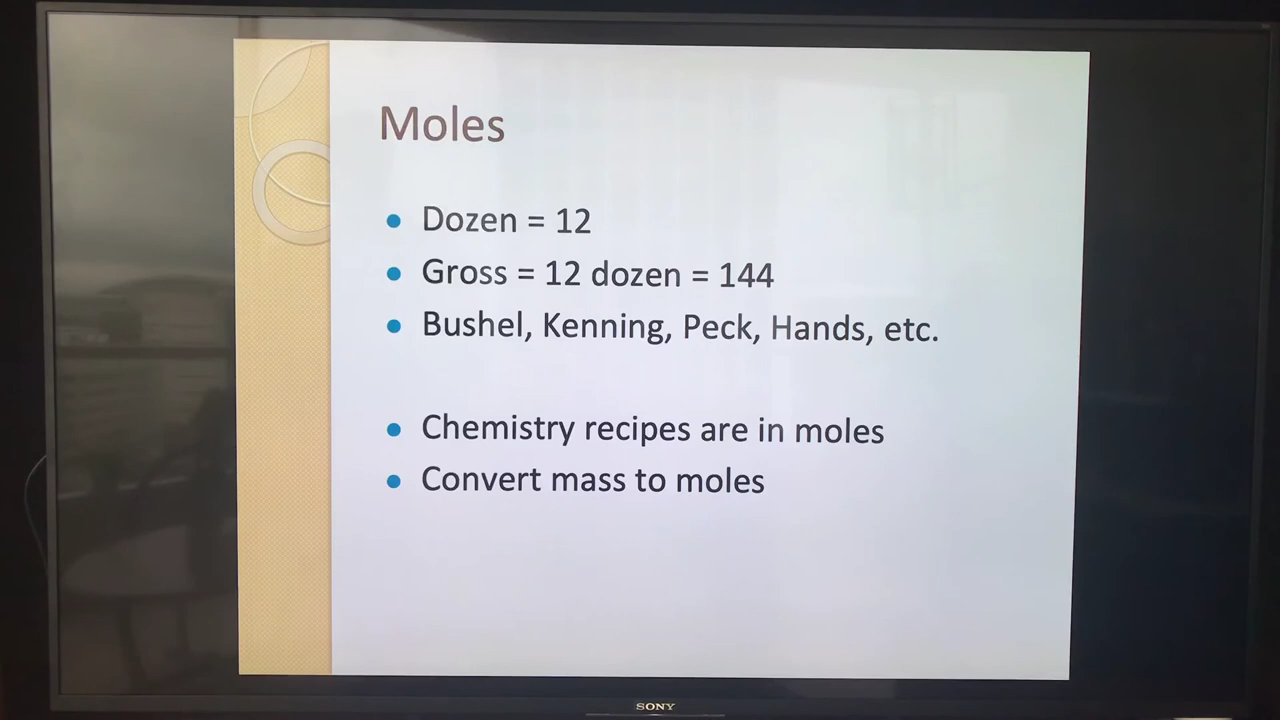 Moles
Dozen = 12
Gross = 12 dozen = 144
Bushel, Kenning, Peck, Hands, etc.
Chemistry recipes are in moles
Convert mass to moles
SONY